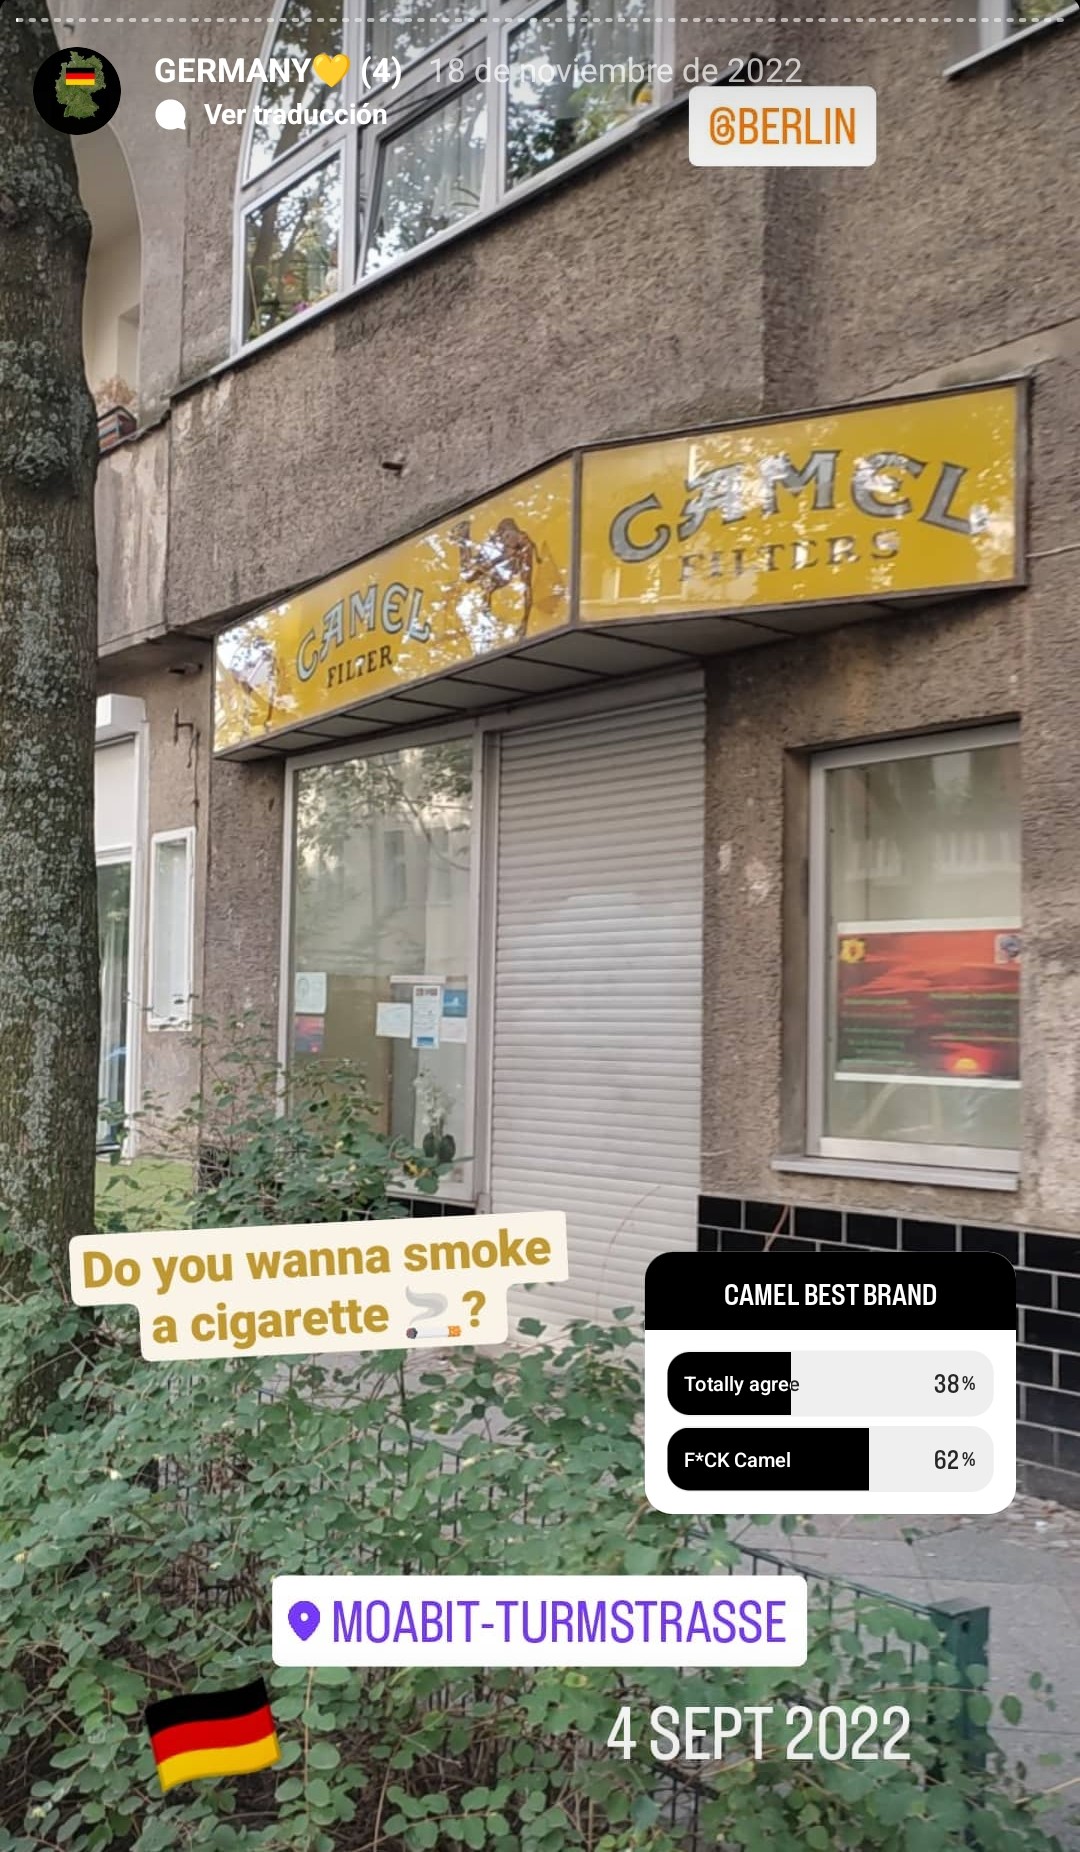 GERMANY💛 (4) 18 de noviembre de 2022
Ver traducción
@BERLIN
CAMEL
FILTERS
CAMEL
FILTER
Do you wanna smoke
a cigarette 🚬?
CAMEL BEST BRAND
Totally agree 38%
F*CK Camel 62%
MOABIT-TURMSTRASSE
4 SEPT 2022